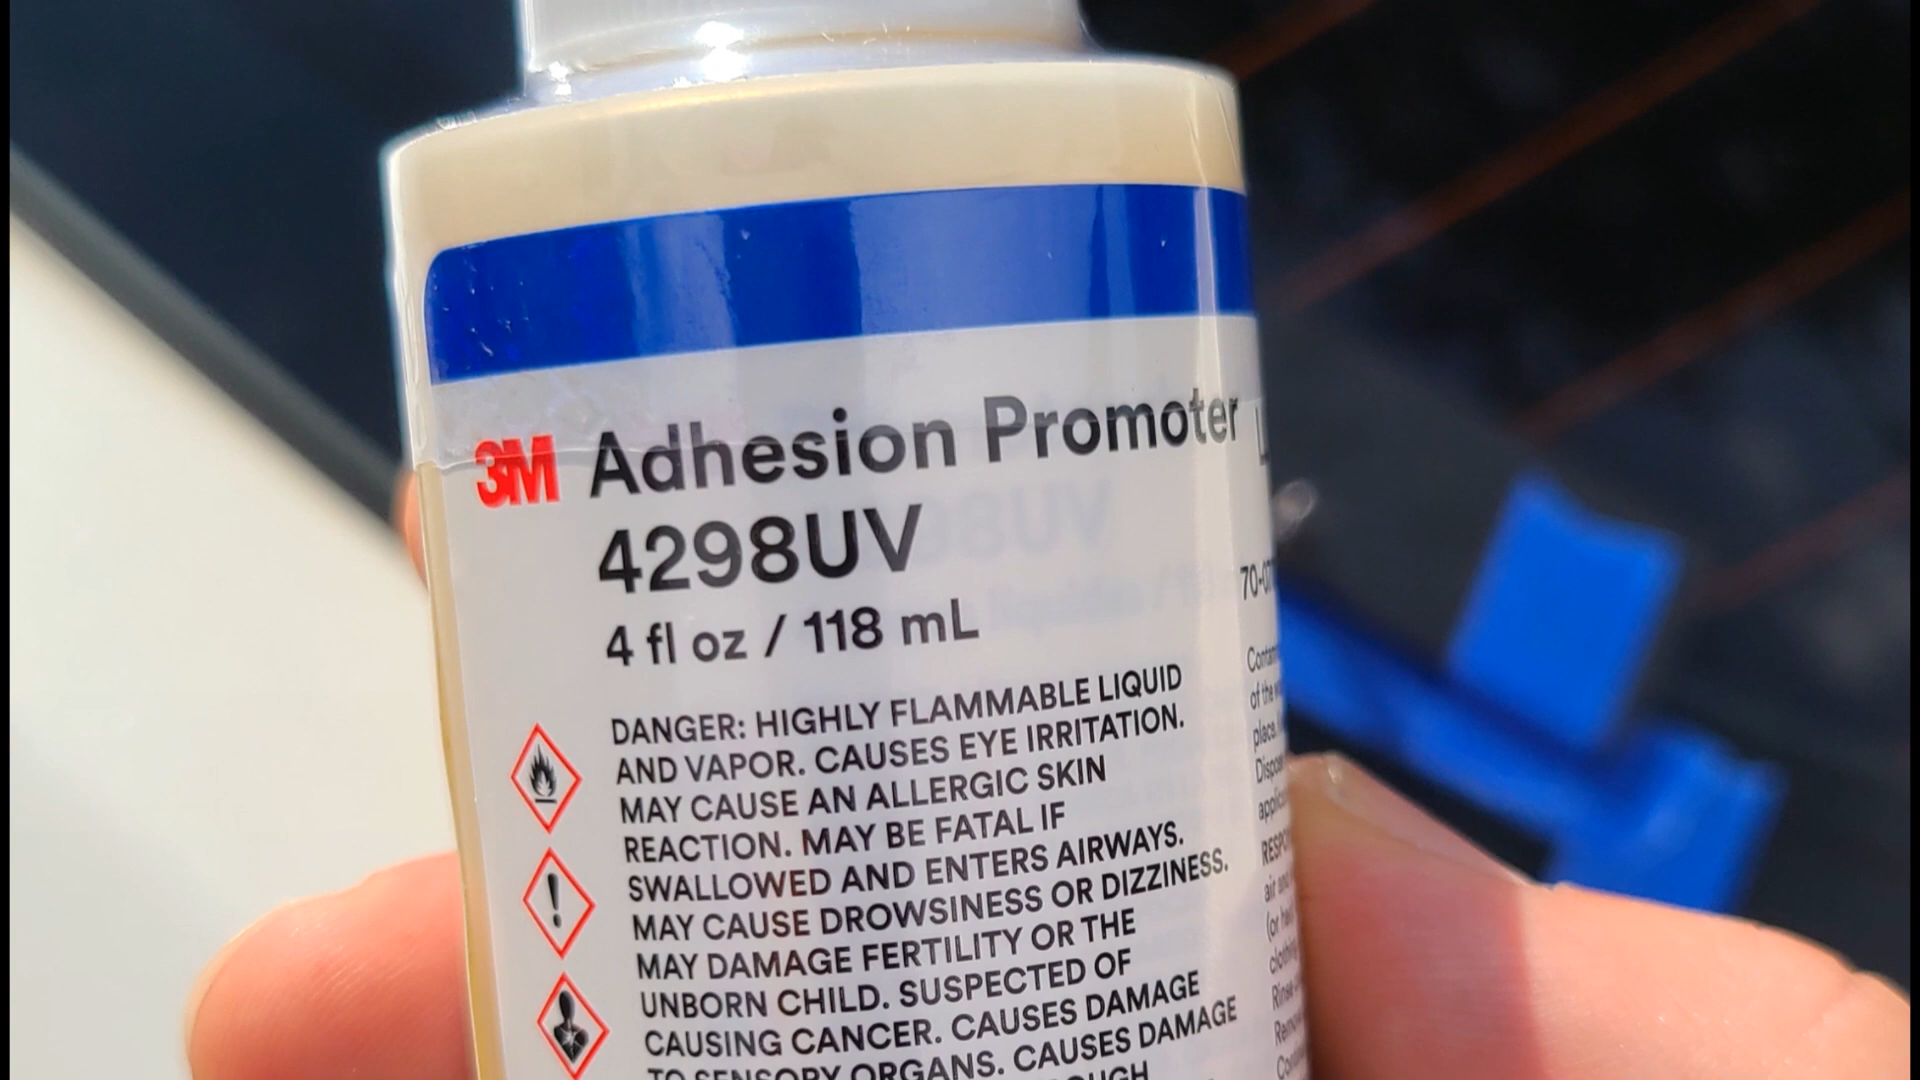 3M Adhesion Promoter
4298UV
4 fl oz / 118 mL
DANGER: HIGHLY FLAMMABLE LIQUID
AND VAPOR. CAUSES EYE IRRITATION.
MAY CAUSE AN ALLERGIC SKIN
REACTION. MAY BE FATAL IF
SWALLOWED AND ENTERS AIRWAYS.
MAY CAUSE DROWSINESS OR DIZZINESS.
MAY DAMAGE FERTILITY OR THE
UNBORN CHILD. SUSPECTED OF
CAUSING CANCER. CAUSES DAMAGE
TO SENSORY ORGANS. CAUSES DAMAGE
of the